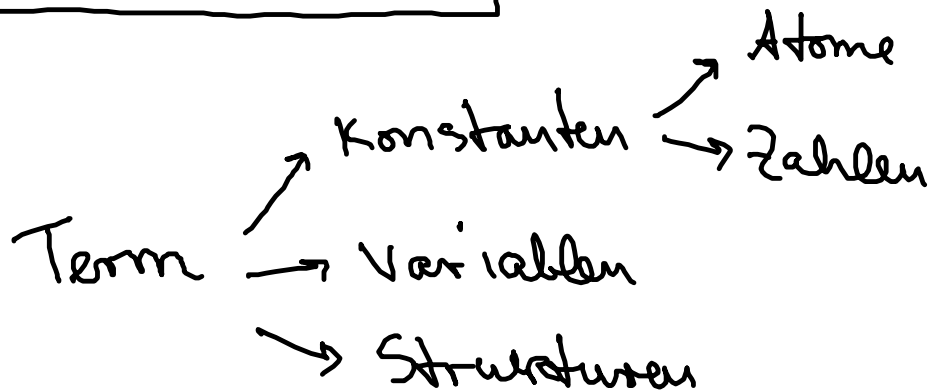 Atome
Konstanten
Zahlen
Term
Variablen
Strukturen